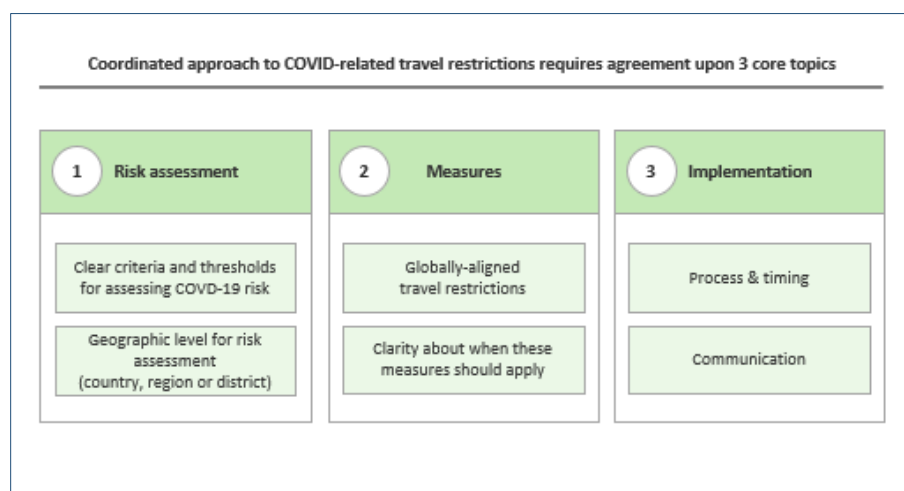 Coordinated approach to COVID-related travel restrictions requires agreement upon 3 core topics
1 Risk assessment
Clear criteria and thresholds
for assessing COVD-19 risk
Geographic level for risk
assessment
(country, region or district)
2 Measures
Globally-aligned
travel restrictions
Clarity about when these
measures should apply
3 Implementation
Process & timing
Communication